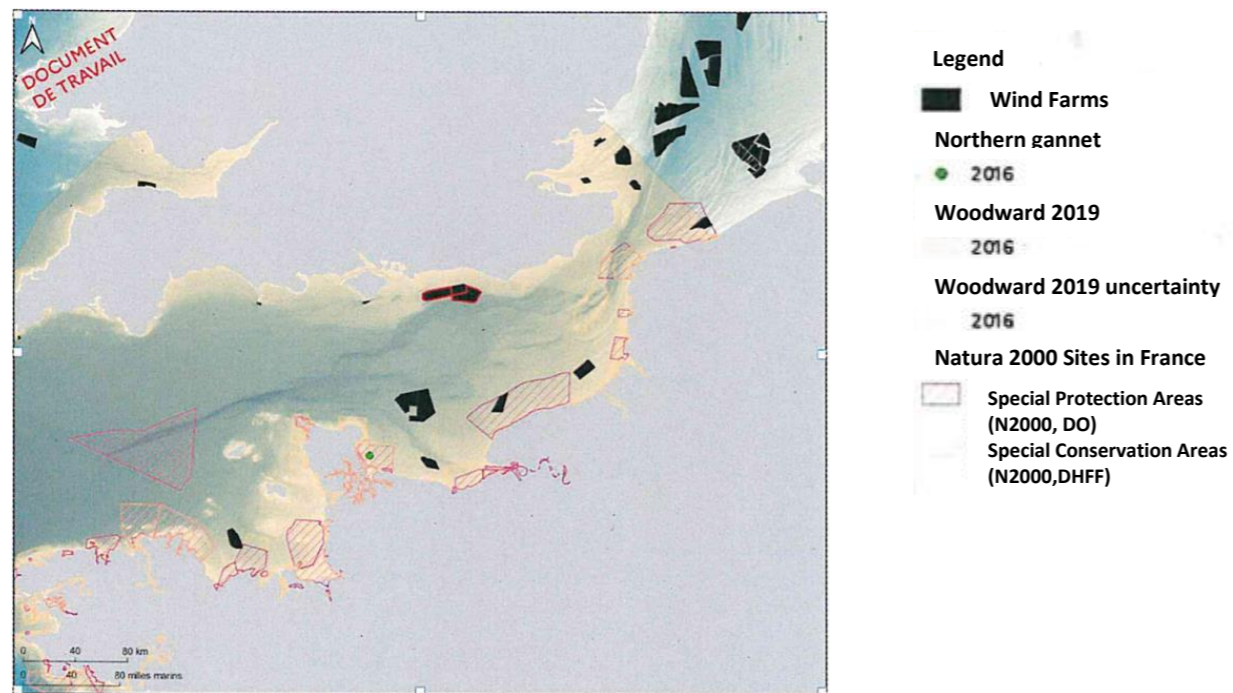 N
DOCUMENT
DE TRAVAIL
0 40 80 km
0 40 80 miles marins
Legend
Wind Farms
Northern gannet
2016
Woodward 2019
2016
Woodward 2019 uncertainty
2016
Natura 2000 Sites in France
Special Protection Areas
(N2000, DO)
Special Conservation Areas
(N2000,DHFF)